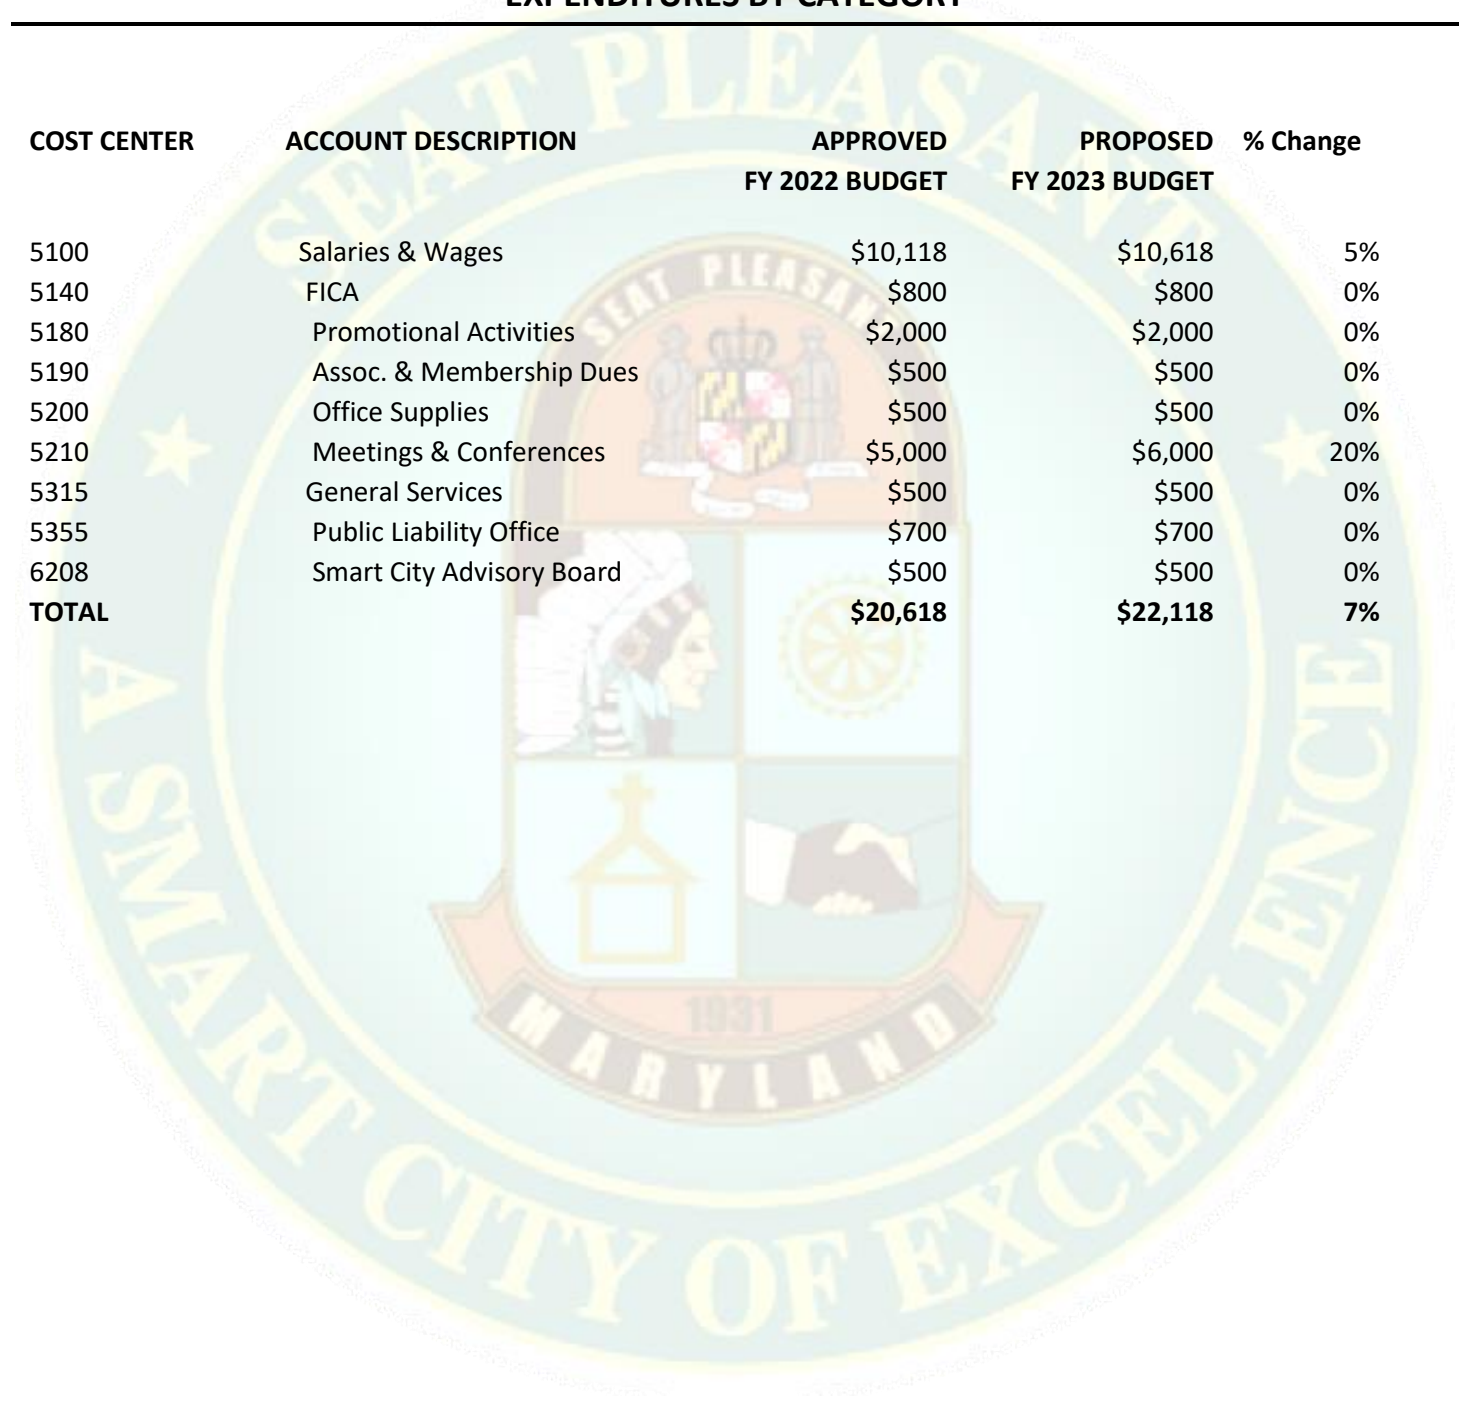 EXPENDITURES BY CATEGORY
COST CENTER ACCOUNT DESCRIPTION APPROVED PROPOSED % Change
FY 2022 BUDGET FY 2023 BUDGET
5100 Salaries & Wages $10,118 $10,618 5%
5140 FICA $800 $800 0%
5180 Promotional Activities $2,000 $2,000 0%
5190 Assoc. & Membership Dues $500 $500 0%
5200 Office Supplies $500 $500 0%
5210 Meetings & Conferences $5,000 $6,000 20%
5315 General Services $500 $500 0%
5355 Public Liability Office $700 $700 0%
6208 Smart City Advisory Board $500 $500 0%
TOTAL $20,618 $22,118 7%
SEAT PLEASANT
SEAT PLEASANT
1931
MARYLAND
A SMART CITY OF EXCELLENCE